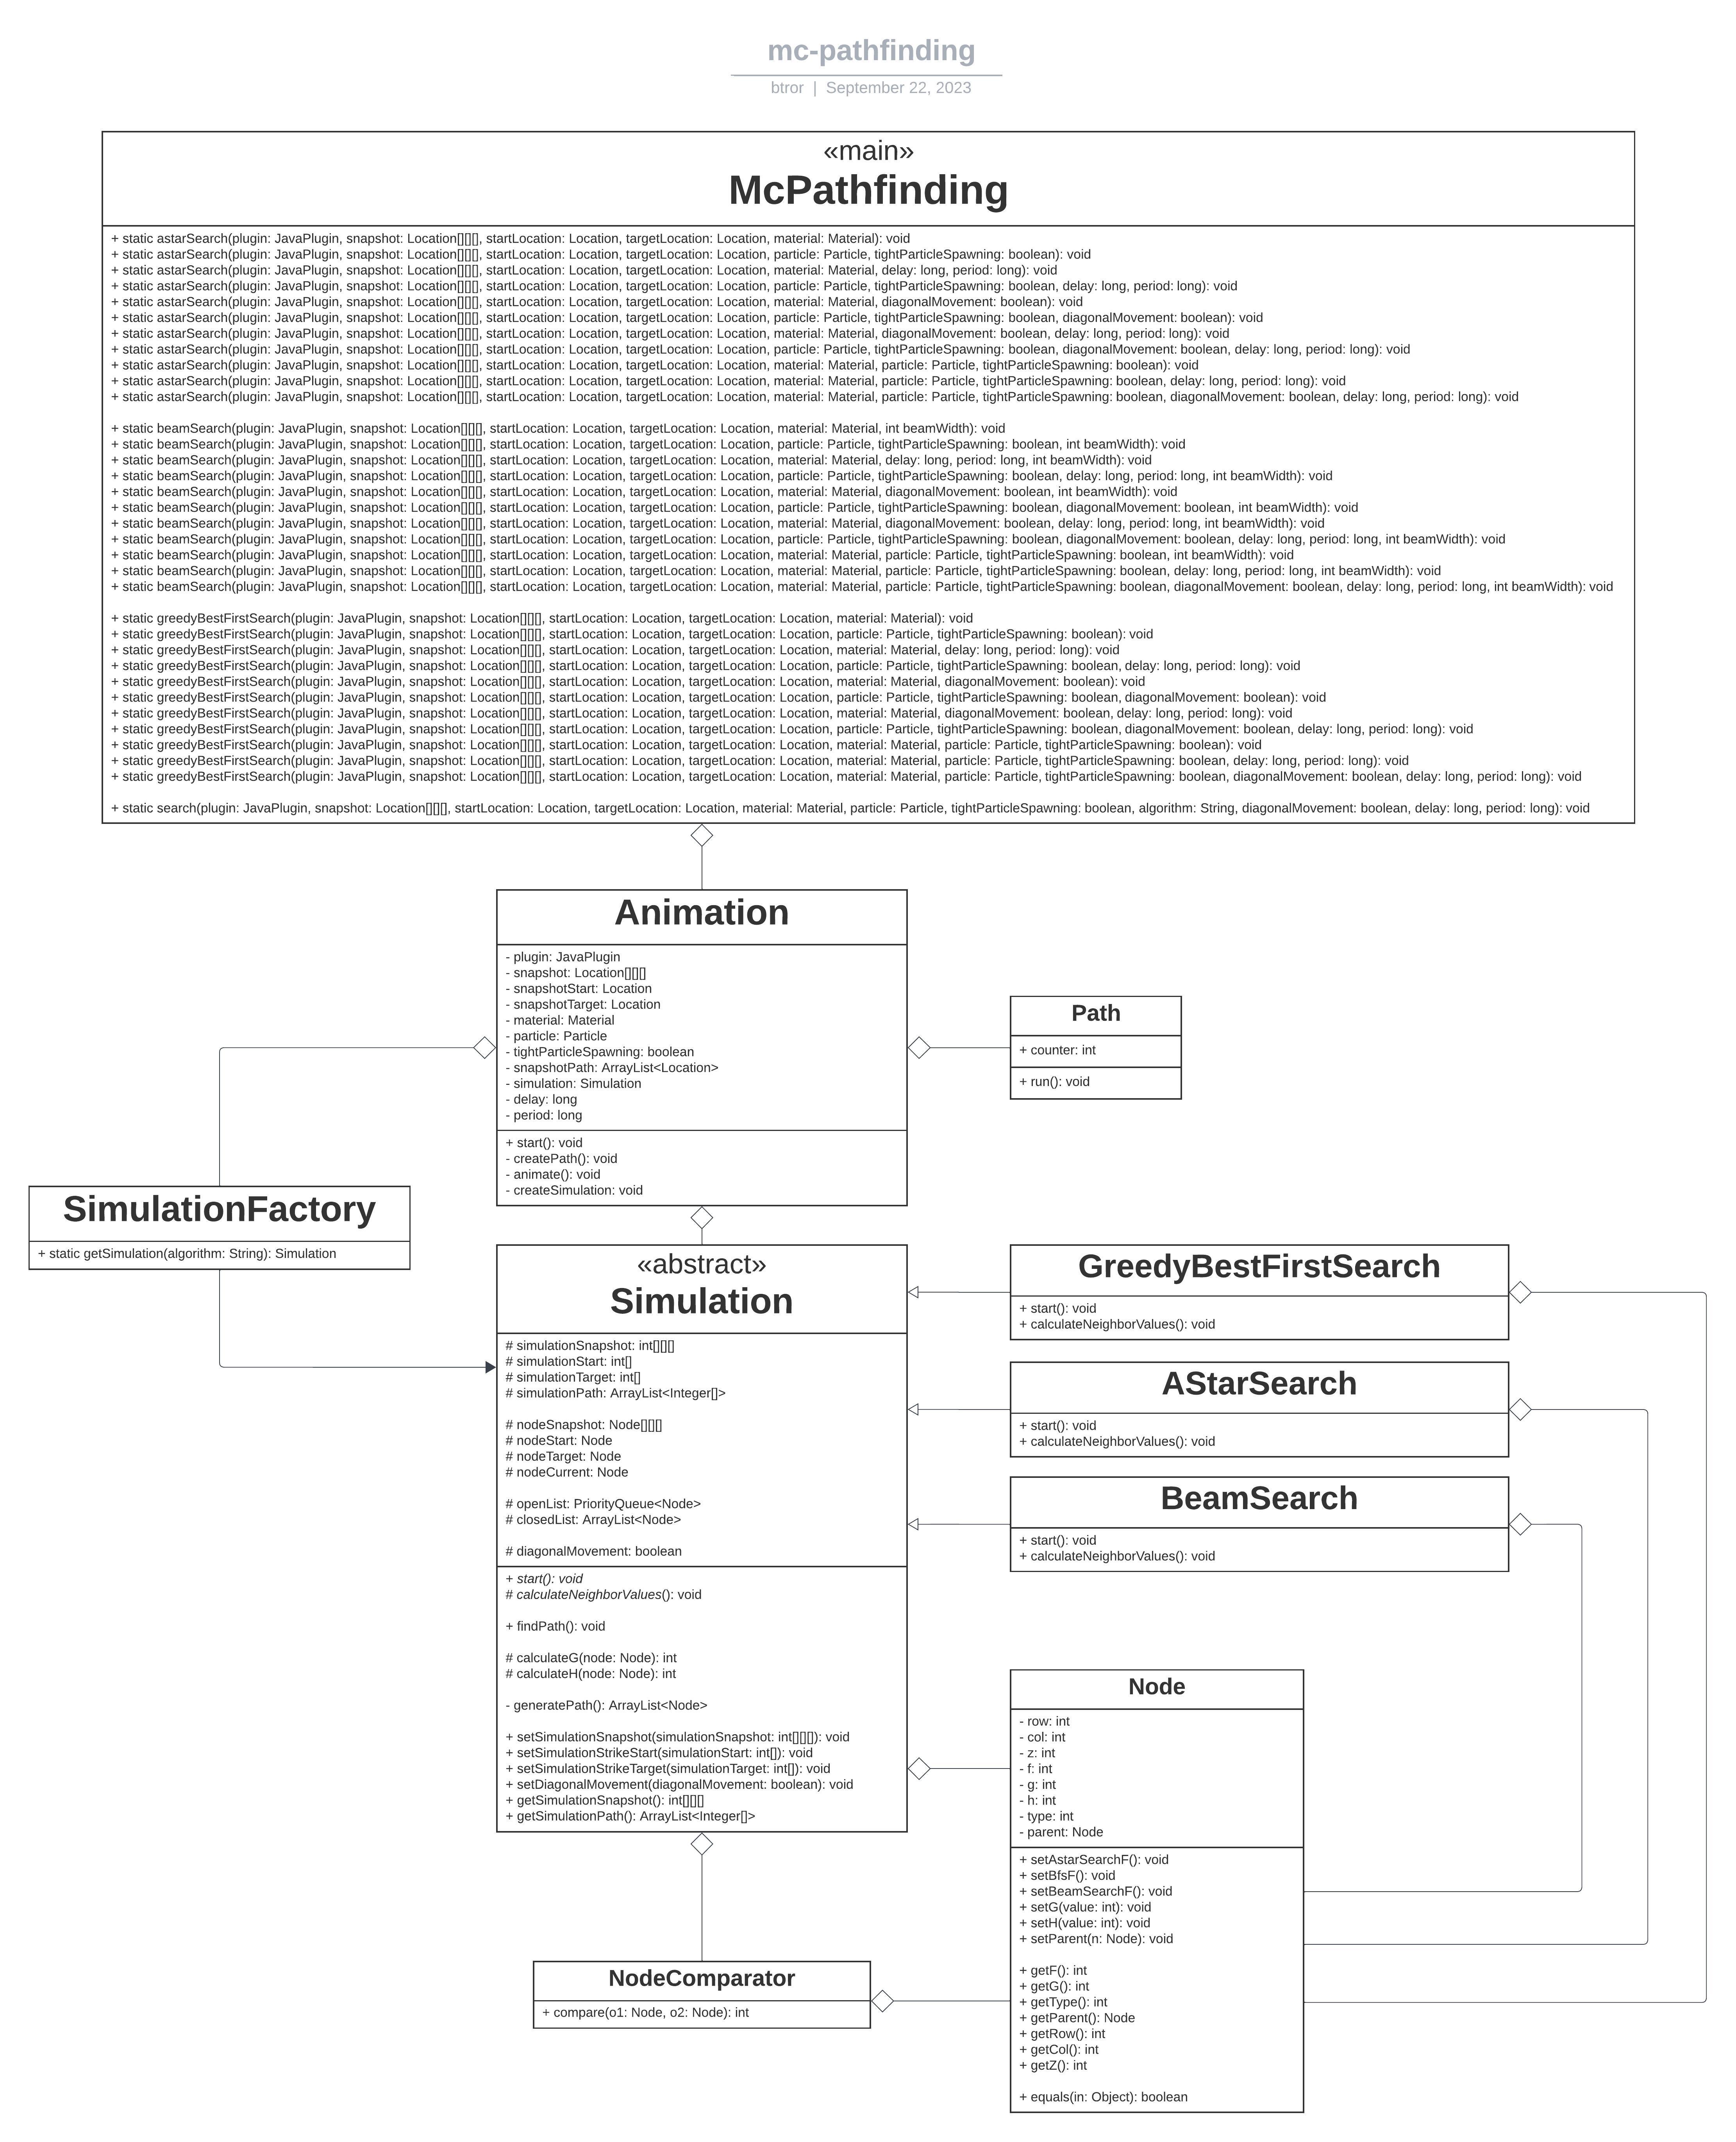 mc-pathfinding
btror | September 22, 2023
«main»
McPathfinding
+ static astarSearch(plugin: JavaPlugin, snapshot: Location[][][], startLocation: Location, targetLocation: Location, material: Material): void
+ static astarSearch(plugin: JavaPlugin, snapshot: Location[][][], startLocation: Location, targetLocation: Location, particle: Particle, tightParticleSpawning: boolean): void
+ static astarSearch(plugin: JavaPlugin, snapshot: Location[][][], startLocation: Location, targetLocation: Location, material: Material, delay: long, period: long): void
+ static astarSearch(plugin: JavaPlugin, snapshot: Location[][][], startLocation: Location, targetLocation: Location, particle: Particle, tightParticleSpawning: boolean, delay: long, period: long): void
+ static astarSearch(plugin: JavaPlugin, snapshot: Location[][][], startLocation: Location, targetLocation: Location, material: Material, diagonalMovement: boolean): void
+ static astarSearch(plugin: JavaPlugin, snapshot: Location[][][], startLocation: Location, targetLocation: Location, particle: Particle, tightParticleSpawning: boolean, diagonalMovement: boolean): void
+ static astarSearch(plugin: JavaPlugin, snapshot: Location[][][], startLocation: Location, targetLocation: Location, material: Material, diagonalMovement: boolean, delay: long, period: long): void
+ static astarSearch(plugin: JavaPlugin, snapshot: Location[][][], startLocation: Location, targetLocation: Location, particle: Particle, tightParticleSpawning: boolean, diagonalMovement: boolean, delay: long, period: long): void
+ static astarSearch(plugin: JavaPlugin, snapshot: Location[][][], startLocation: Location, targetLocation: Location, material: Material, particle: Particle, tightParticleSpawning: boolean): void
+ static astarSearch(plugin: JavaPlugin, snapshot: Location[][][], startLocation: Location, targetLocation: Location, material: Material, particle: Particle, tightParticleSpawning: boolean, delay: long, period: long): void
+ static astarSearch(plugin: JavaPlugin, snapshot: Location[][][], startLocation: Location, targetLocation: Location, material: Material, particle: Particle, tightParticleSpawning: boolean, diagonalMovement: boolean, delay: long, period: long): void
+ static beamSearch(plugin: JavaPlugin, snapshot: Location[][][], startLocation: Location, targetLocation: Location, material: Material, int beamWidth): void
+ static beamSearch(plugin: JavaPlugin, snapshot: Location[][][], startLocation: Location, targetLocation: Location, particle: Particle, tightParticleSpawning: boolean, int beamWidth): void
+ static beamSearch(plugin: JavaPlugin, snapshot: Location[][][], startLocation: Location, targetLocation: Location, material: Material, delay: long, period: long, int beamWidth): void
+ static beamSearch(plugin: JavaPlugin, snapshot: Location[][][], startLocation: Location, targetLocation: Location, particle: Particle, tightParticleSpawning: boolean, delay: long, period: long, int beamWidth): void
+ static beamSearch(plugin: JavaPlugin, snapshot: Location[][][], startLocation: Location, targetLocation: Location, material: Material, diagonalMovement: boolean, int beamWidth): void
+ static beamSearch(plugin: JavaPlugin, snapshot: Location[][][], startLocation: Location, targetLocation: Location, particle: Particle, tightParticleSpawning: boolean, diagonalMovement: boolean, int beamWidth): void
+ static beamSearch(plugin: JavaPlugin, snapshot: Location[][][], startLocation: Location, targetLocation: Location, material: Material, diagonalMovement: boolean, delay: long, period: long, int beamWidth): void
+ static beamSearch(plugin: JavaPlugin, snapshot: Location[][][], startLocation: Location, targetLocation: Location, particle: Particle, tightParticleSpawning: boolean, diagonalMovement: boolean, delay: long, period: long, int beamWidth): void
+ static beamSearch(plugin: JavaPlugin, snapshot: Location[][][], startLocation: Location, targetLocation: Location, material: Material, particle: Particle, tightParticleSpawning: boolean, int beamWidth): void
+ static beamSearch(plugin: JavaPlugin, snapshot: Location[][][], startLocation: Location, targetLocation: Location, material: Material, particle: Particle, tightParticleSpawning: boolean, delay: long, period: long, int beamWidth): void
+ static beamSearch(plugin: JavaPlugin, snapshot: Location[][][], startLocation: Location, targetLocation: Location, material: Material, particle: Particle, tightParticleSpawning: boolean, diagonalMovement: boolean, delay: long, period: long, int beamWidth): void
+ static greedyBestFirstSearch(plugin: JavaPlugin, snapshot: Location[][][], startLocation: Location, targetLocation: Location, material: Material): void
+ static greedyBestFirstSearch(plugin: JavaPlugin, snapshot: Location[][][], startLocation: Location, targetLocation: Location, particle: Particle, tightParticleSpawning: boolean): void
+ static greedyBestFirstSearch(plugin: JavaPlugin, snapshot: Location[][][], startLocation: Location, targetLocation: Location, material: Material, delay: long, period: long): void
+ static greedyBestFirstSearch(plugin: JavaPlugin, snapshot: Location[][][], startLocation: Location, targetLocation: Location, particle: Particle, tightParticleSpawning: boolean, delay: long, period: long): void
+ static greedyBestFirstSearch(plugin: JavaPlugin, snapshot: Location[][][], startLocation: Location, targetLocation: Location, material: Material, diagonalMovement: boolean): void
+ static greedyBestFirstSearch(plugin: JavaPlugin, snapshot: Location[][][], startLocation: Location, targetLocation: Location, particle: Particle, tightParticleSpawning: boolean, diagonalMovement: boolean): void
+ static greedyBestFirstSearch(plugin: JavaPlugin, snapshot: Location[][][], startLocation: Location, targetLocation: Location, material: Material, diagonalMovement: boolean, delay: long, period: long): void
+ static greedyBestFirstSearch(plugin: JavaPlugin, snapshot: Location[][][], startLocation: Location, targetLocation: Location, particle: Particle, tightParticleSpawning: boolean, diagonalMovement: boolean, delay: long, period: long): void
+ static greedyBestFirstSearch(plugin: JavaPlugin, snapshot: Location[][][], startLocation: Location, targetLocation: Location, material: Material, particle: Particle, tightParticleSpawning: boolean): void
+ static greedyBestFirstSearch(plugin: JavaPlugin, snapshot: Location[][][], startLocation: Location, targetLocation: Location, material: Material, particle: Particle, tightParticleSpawning: boolean, delay: long, period: long): void
+ static greedyBestFirstSearch(plugin: JavaPlugin, snapshot: Location[][][], startLocation: Location, targetLocation: Location, material: Material, particle: Particle, tightParticleSpawning: boolean, diagonalMovement: boolean, delay: long, period: long): void
+ static search(plugin: JavaPlugin, snapshot: Location[][][], startLocation: Location, targetLocation: Location, material: Material, particle: Particle, tightParticleSpawning: boolean, algorithm: String, diagonalMovement: boolean, delay: long, period: long): void
Animation
- plugin: JavaPlugin
- snapshot: Location[][][]
- snapshotStart: Location
- snapshotTarget: Location
- material: Material
- particle: Particle
- tightParticleSpawning: boolean
- snapshotPath: ArrayList<Location>
- simulation: Simulation
- delay: long
- period: long
+ start(): void
- createPath(): void
- animate(): void
- createSimulation: void
Path
+ counter: int
+ run(): void
SimulationFactory
+ static getSimulation(algorithm: String): Simulation
«abstract»
Simulation
# simulationSnapshot: int[][][]
# simulationStart: int[]
# simulationTarget: int[]
# simulationPath: ArrayList<Integer[]>
# nodeSnapshot: Node[][][]
# nodeStart: Node
# nodeTarget: Node
# nodeCurrent: Node
# openList: PriorityQueue<Node>
# closedList: ArrayList<Node>
# diagonalMovement: boolean
+ start(): void
# calculateNeighborValues(): void
+ findPath(): void
# calculateG(node: Node): int
# calculateH(node: Node): int
- generatePath(): ArrayList<Node>
+ setSimulationSnapshot(simulationSnapshot: int[][][]): void
+ setSimulationStrikeStart(simulationStart: int[]): void
+ setSimulationStrikeTarget(simulationTarget: int[]): void
+ setDiagonalMovement(diagonalMovement: boolean): void
+ getSimulationSnapshot(): int[][][]
+ getSimulationPath(): ArrayList<Integer[]>
GreedyBestFirstSearch
+ start(): void
+ calculateNeighborValues(): void
AStarSearch
+ start(): void
+ calculateNeighborValues(): void
BeamSearch
+ start(): void
+ calculateNeighborValues(): void
Node
- row: int
- col: int
- z: int
- f: int
- g: int
- h: int
- type: int
- parent: Node
+ setAstarSearchF(): void
+ setBfsF(): void
+ setBeamSearchF(): void
+ setG(value: int): void
+ setH(value: int): void
+ setParent(n: Node): void
+ getF(): int
+ getG(): int
+ getType(): int
+ getParent(): Node
+ getRow(): int
+ getCol(): int
+ getZ(): int
+ equals(in: Object): boolean
NodeComparator
+ compare(o1: Node, o2: Node): int